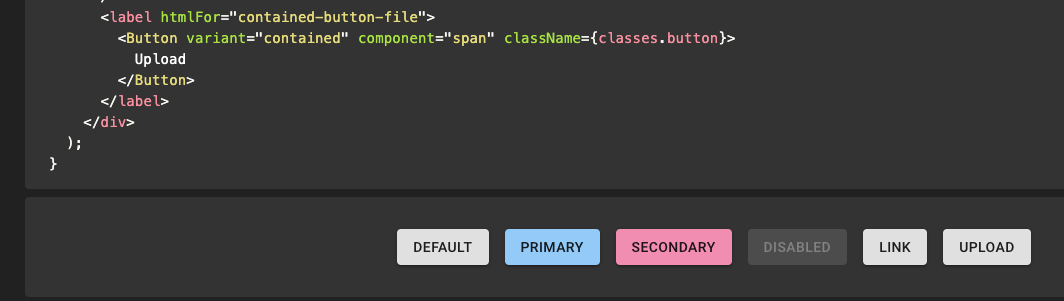 <label htmlFor="contained-button-file">
<Button variant="contained" component="span" className={classes.button}>
Upload
</Button>
</label>
</div>
);
}
DEFAULT PRIMARY SECONDARY DISABLED LINK UPLOAD